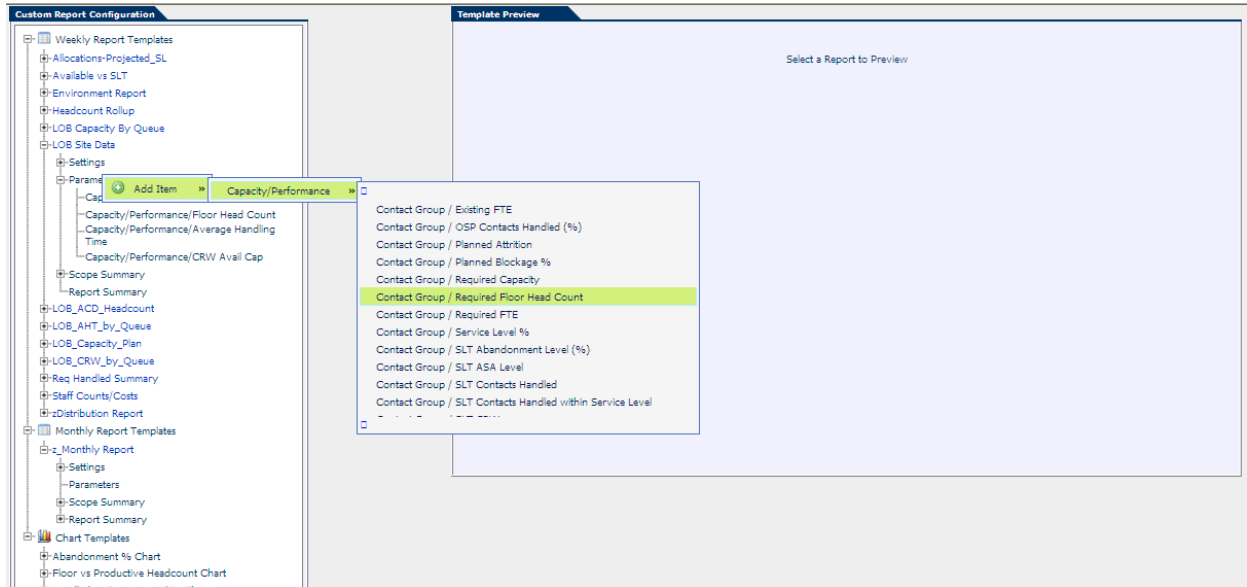 Custom Report Configuration
Weekly Report Templates
Allocations-Projected_SL
Available vs SLT
Environment Report
Headcount Rollup
LOB Capacity By Queue
LOB Site Data
Settings
Parame
Cap
Capacity/Performance/Floor Head Count
Capacity/Performance/Average Handling
Time
Capacity/Performance/CRW Avail Cap
Scope Summary
Report Summary
LOB_ACD_Headcount
LOB_AHT_by_Queue
LOB_Capacity_Plan
LOB_CRW_by_Queue
Req Handled Summary
Staff Counts/Costs
zDistribution Report
Monthly Report Templates
z_Monthly Report
Settings
Parameters
Scope Summary
Report Summary
Chart Templates
Abandonment % Chart
Floor vs Productive Headcount Chart
Add Item »
Capacity/Performance »
Contact Group / Existing FTE
Contact Group / OSP Contacts Handled (%)
Contact Group / Planned Attrition
Contact Group / Planned Blockage %
Contact Group / Required Capacity
Contact Group / Required Floor Head Count
Contact Group / Required FTE
Contact Group / Service Level %
Contact Group / SLT Abandonment Level (%)
Contact Group / SLT ASA Level
Contact Group / SLT Contacts Handled
Contact Group / SLT Contacts Handled within Service Level
Template Preview
Select a Report to Preview